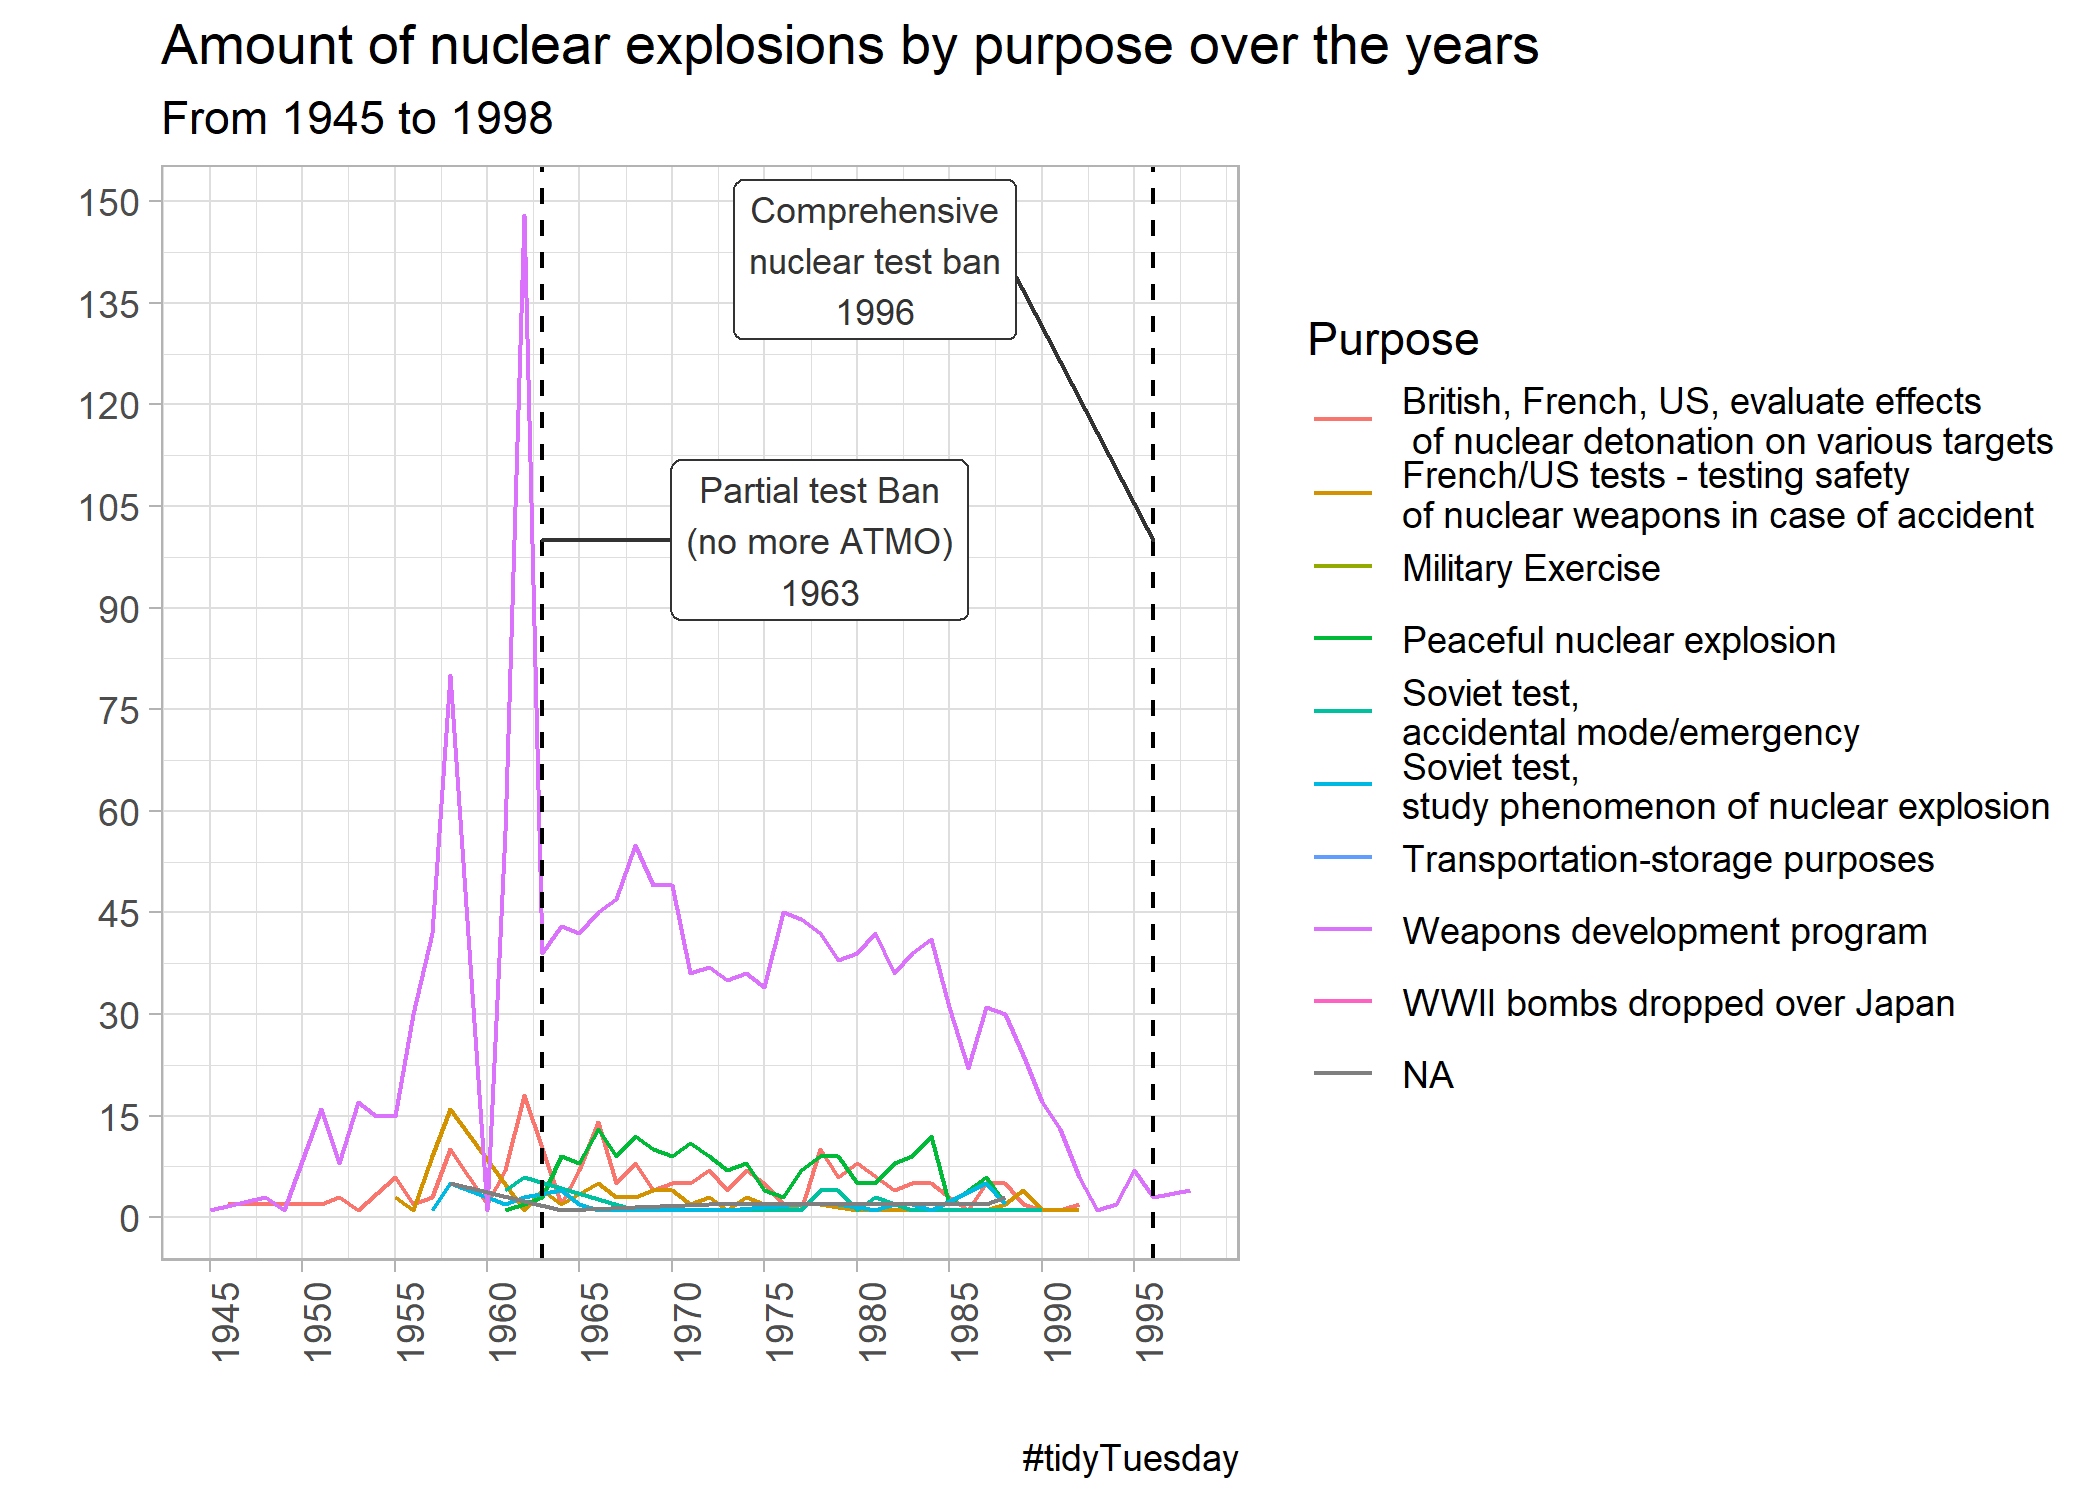 Amount of nuclear explosions by purpose over the years
From 1945 to 1998
150
135
120
105
90
75
60
45
30
15
0
Comprehensive
nuclear test ban
1996
Partial test Ban
(no more ATMO)
1963
1945
1950
1955
1960
1965
1970
1975
1980
1985
1990
1995
Purpose
British, French, US, evaluate effects
of nuclear detonation on various targets
French/US tests - testing safety
of nuclear weapons in case of accident
Military Exercise
Peaceful nuclear explosion
Soviet test,
accidental mode/emergency
Soviet test,
study phenomenon of nuclear explosion
Transportation-storage purposes
Weapons development program
WWII bombs dropped over Japan
NA
#tidyTuesday